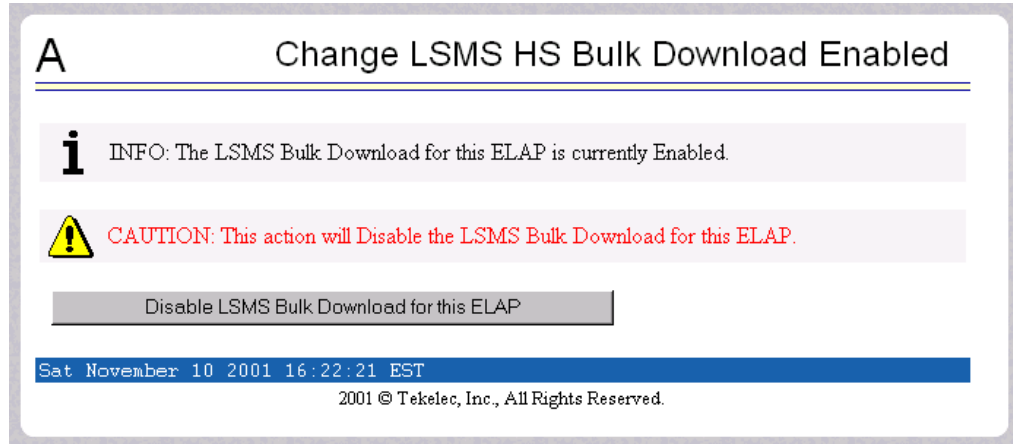 A
Change LSMS HS Bulk Download Enabled
INFO: The LSMS Bulk Download for this ELAP is currently Enabled.
CAUTION: This action will Disable the LSMS Bulk Download for this ELAP.
Disable LSMS Bulk Download for this ELAP
Sat November 10 2001 16:22:21 EST
2001 © Tekelec, Inc., All Rights Reserved.